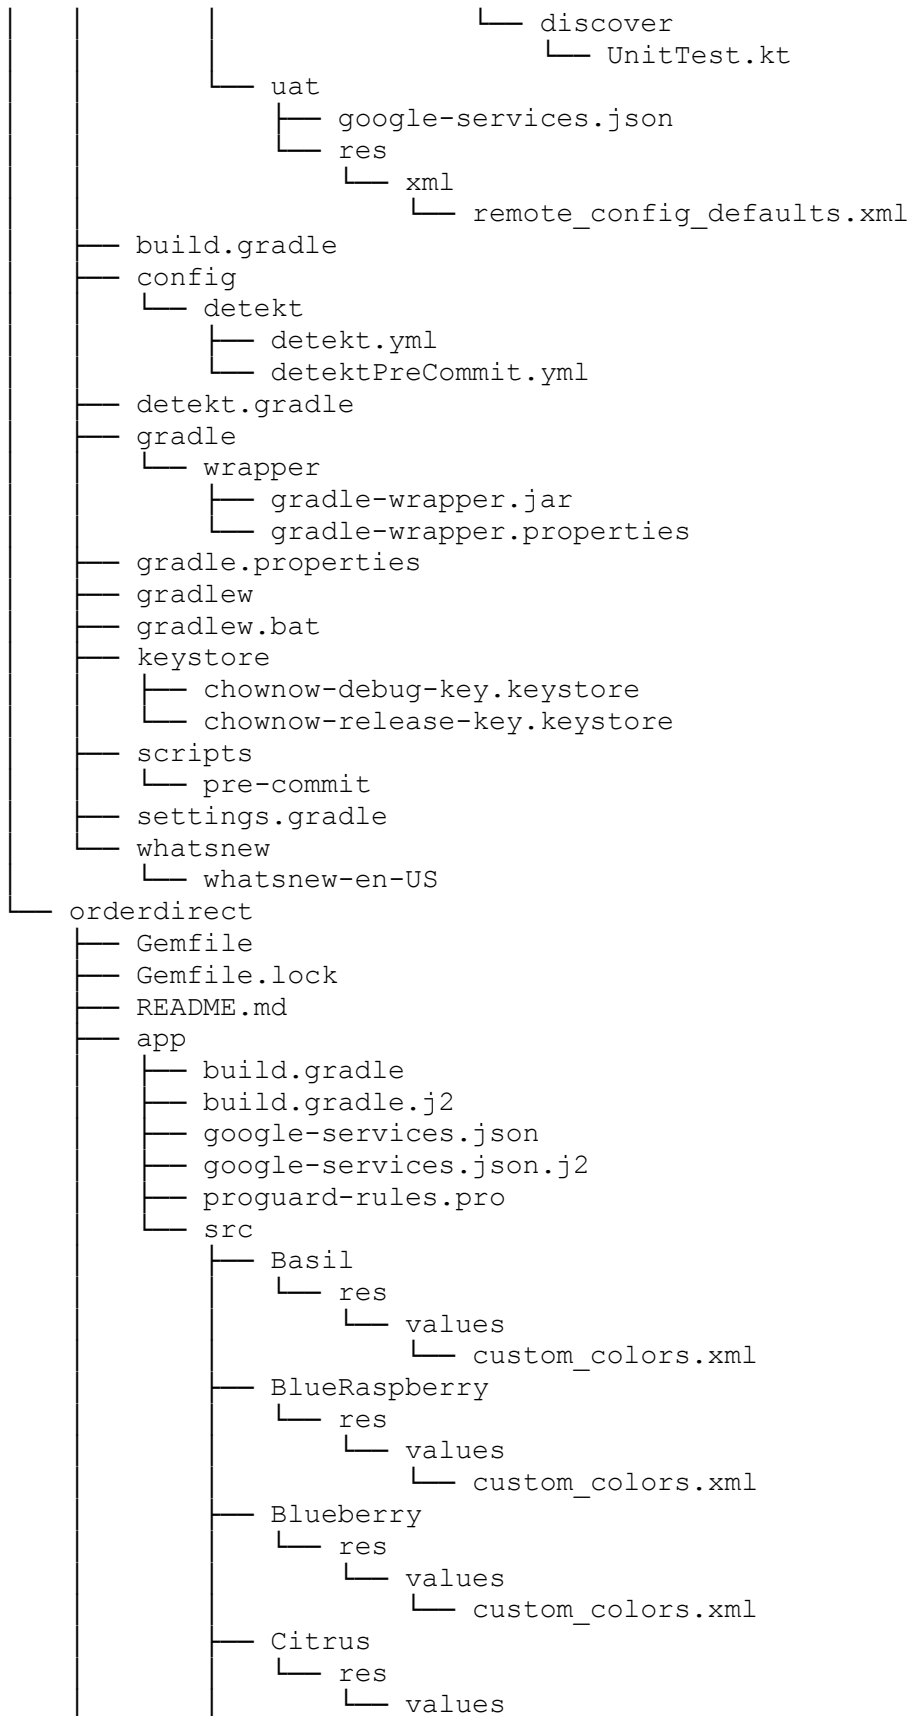 │   │       │               └── discover
│   │       │                   └── UnitTest.kt
│   │       └── uat
│   │           ├── google-services.json
│   │           └── res
│   │               └── xml
│   │                   └── remote_config_defaults.xml
│   ├── build.gradle
│   ├── config
│   │   └── detekt
│   │       ├── detekt.yml
│   │       └── detektPreCommit.yml
│   ├── detekt.gradle
│   ├── gradle
│   │   └── wrapper
│   │       ├── gradle-wrapper.jar
│   │       └── gradle-wrapper.properties
│   ├── gradle.properties
│   ├── gradlew
│   ├── gradlew.bat
│   ├── keystore
│   │   ├── chownow-debug-key.keystore
│   │   └── chownow-release-key.keystore
│   ├── scripts
│   │   └── pre-commit
│   ├── settings.gradle
│   └── whatsnew
│       └── whatsnew-en-US
└── orderdirect
    ├── Gemfile
    ├── Gemfile.lock
    ├── README.md
    ├── app
    │   ├── build.gradle
    │   ├── build.gradle.j2
    │   ├── google-services.json
    │   ├── google-services.json.j2
    │   ├── proguard-rules.pro
    │   └── src
    │       ├── Basil
    │       │   └── res
    │       │       └── values
    │       │           └── custom_colors.xml
    │       ├── BlueRaspberry
    │       │   └── res
    │       │       └── values
    │       │           └── custom_colors.xml
    │       ├── Blueberry
    │       │   └── res
    │       │       └── values
    │       │           └── custom_colors.xml
    │       ├── Citrus
    │       │   └── res
    │       │       └── values